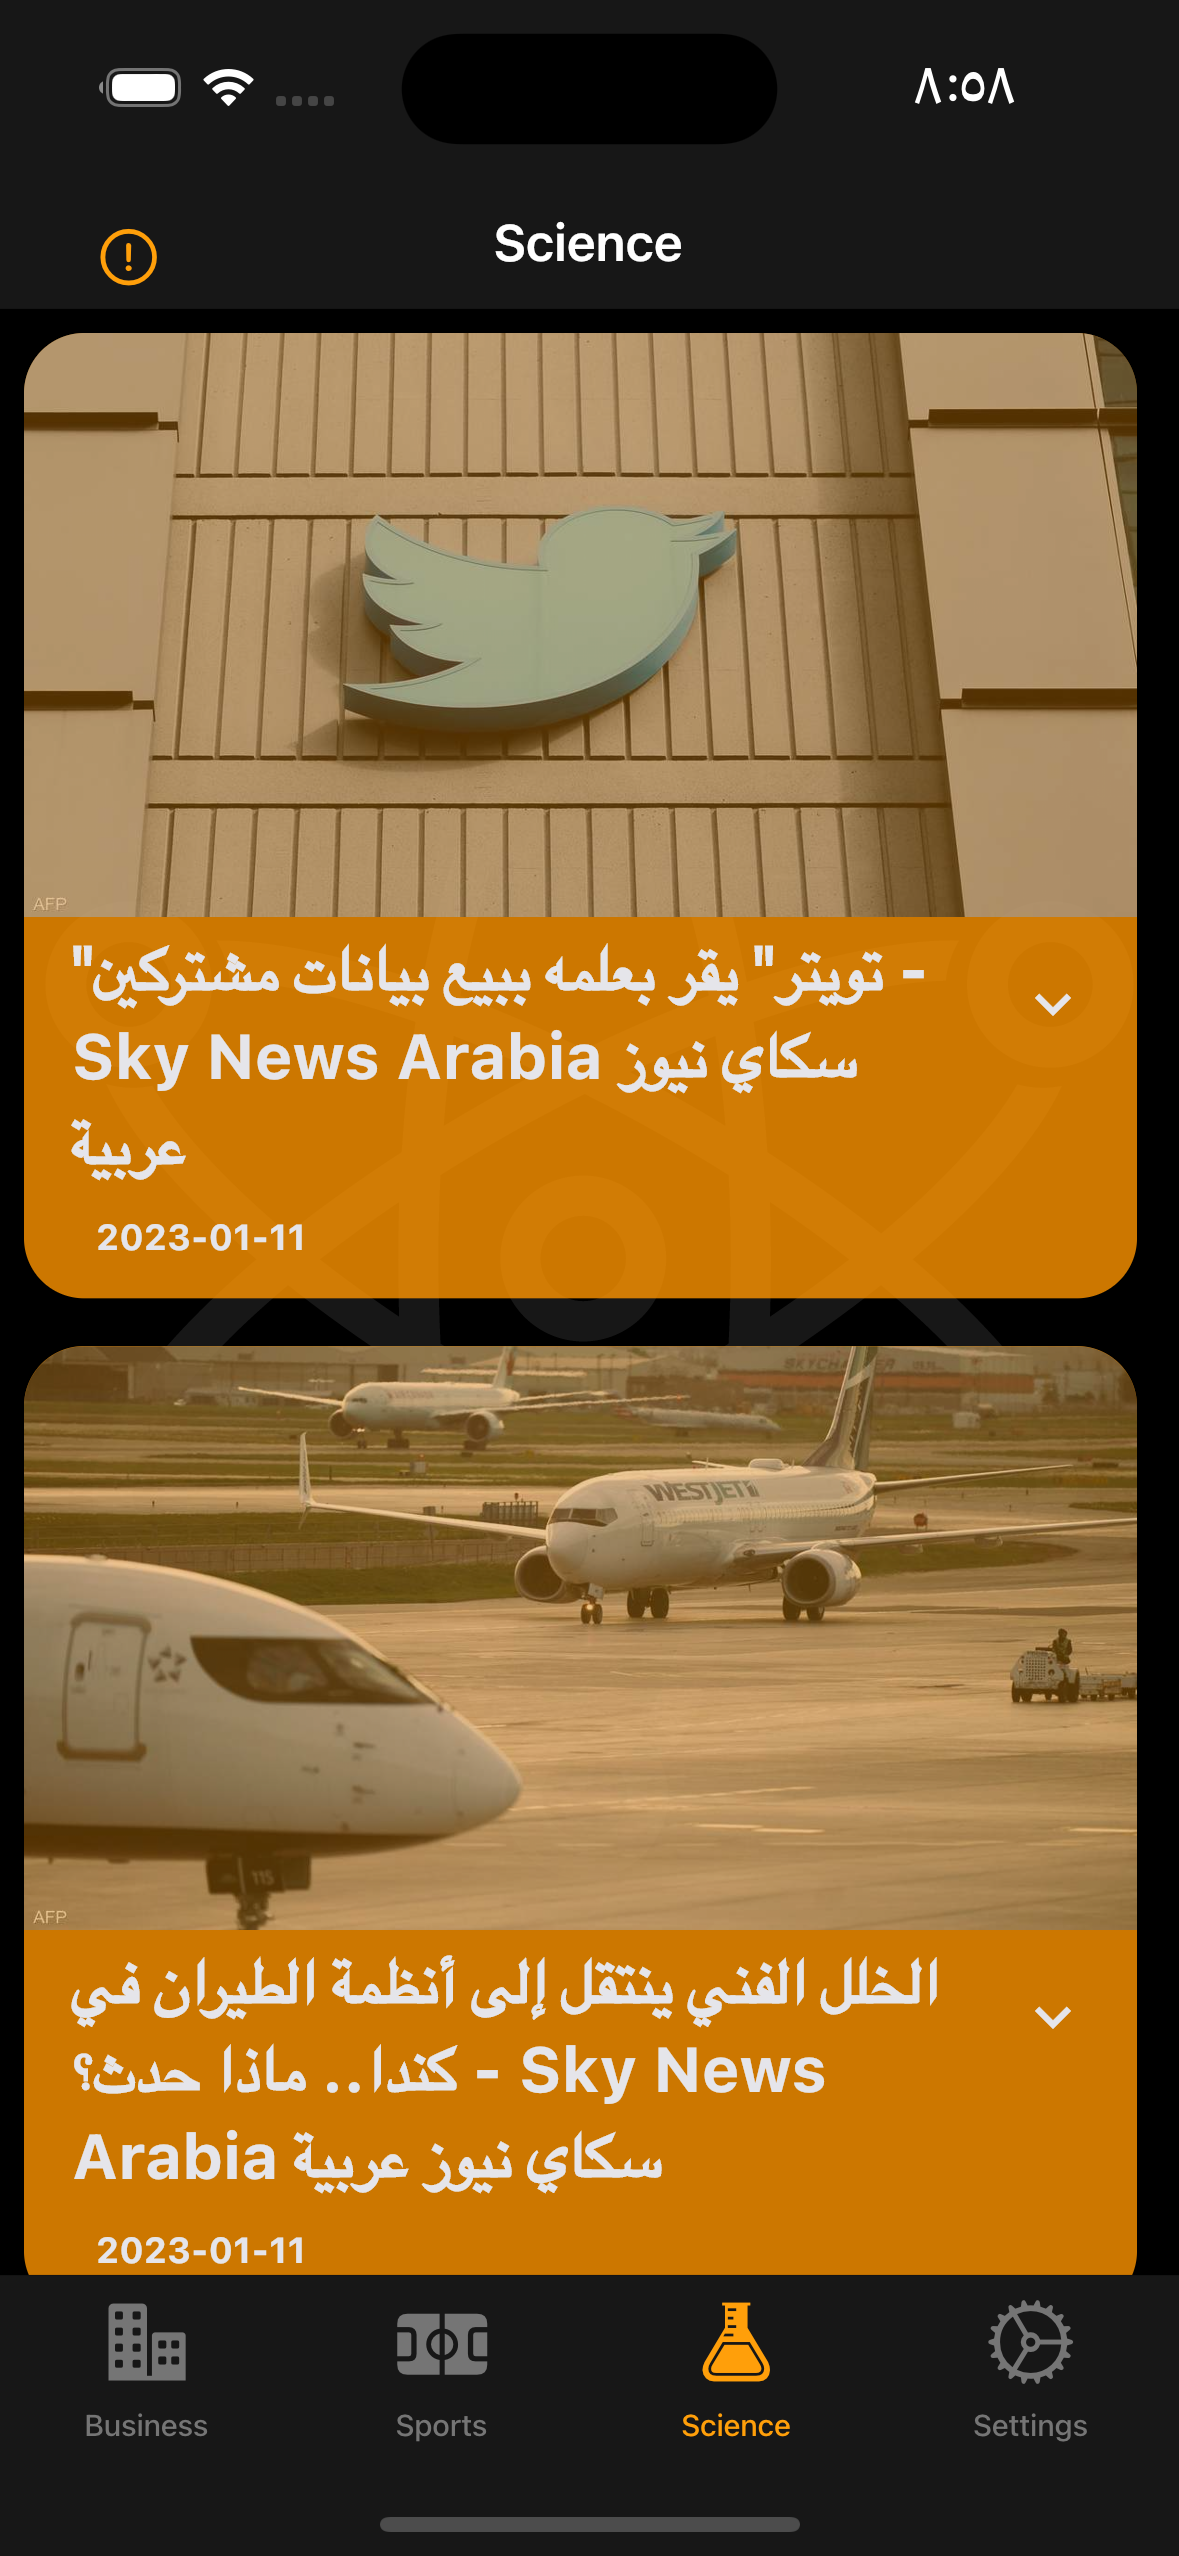 ٨:٥٨
Science
AFP
"تويتر" يقر بعلمه ببيع بيانات مشتركين -
Sky News Arabia سكاي نيوز
عربية
2023-01-11
WESTJET
115
AFP
الخلل الفني ينتقل إلى أنظمة الطيران في
كندا.. ماذا حدث؟ - Sky News
Arabia سكاي نيوز عربية
2023-01-11
Business
Sports
Science
Settings